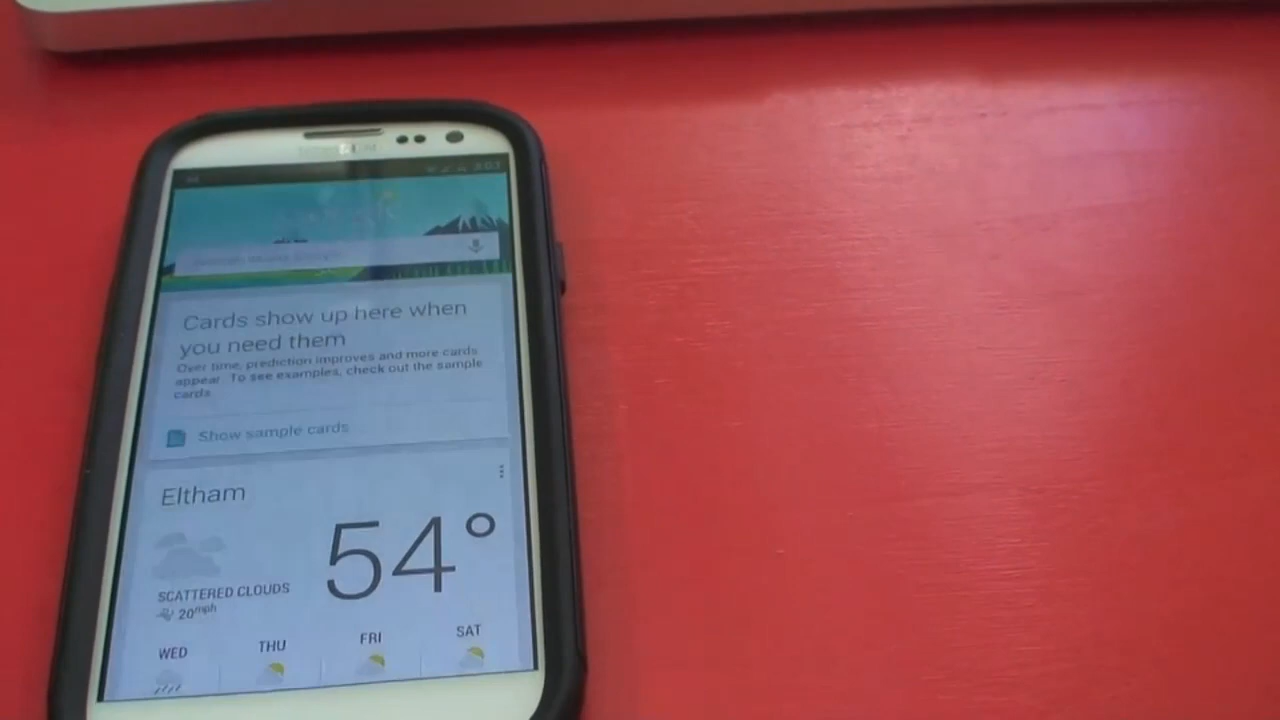 Cards show up here when
you need them
Over time, prediction improves and more cards
appear. To see examples, check out the sample
cards
Show sample cards
Eltham
54°
SCATTERED CLOUDS
20mph
WED THU FRI SAT